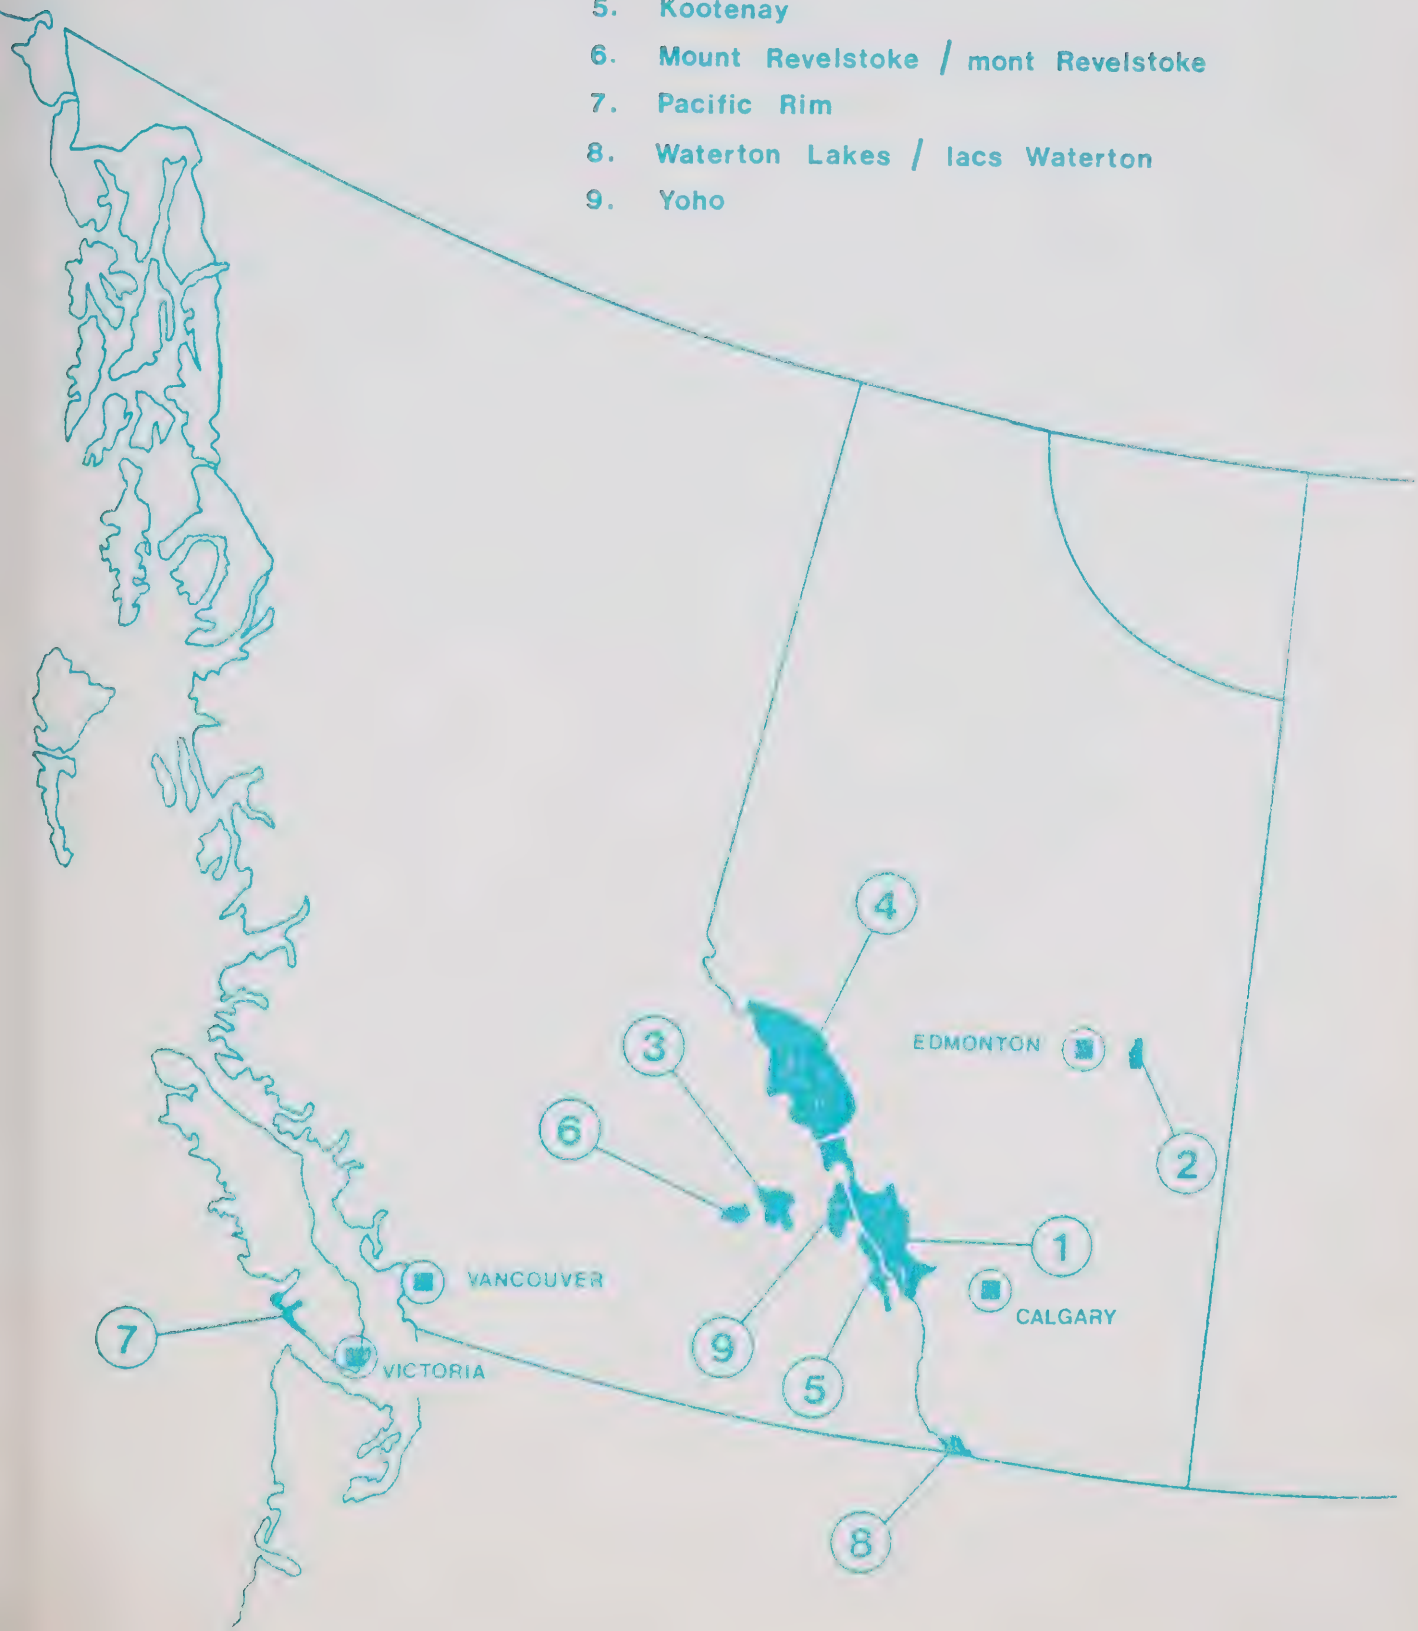 5. Kootenay
6. Mount Revelstoke / mont Revelstoke
7. Pacific Rim
8. Waterton Lakes / lacs Waterton
9. Yoho
4
3
EDMONTON
6
2
1
VANCOUVER
CALGARY
7
9
VICTORIA
5
8